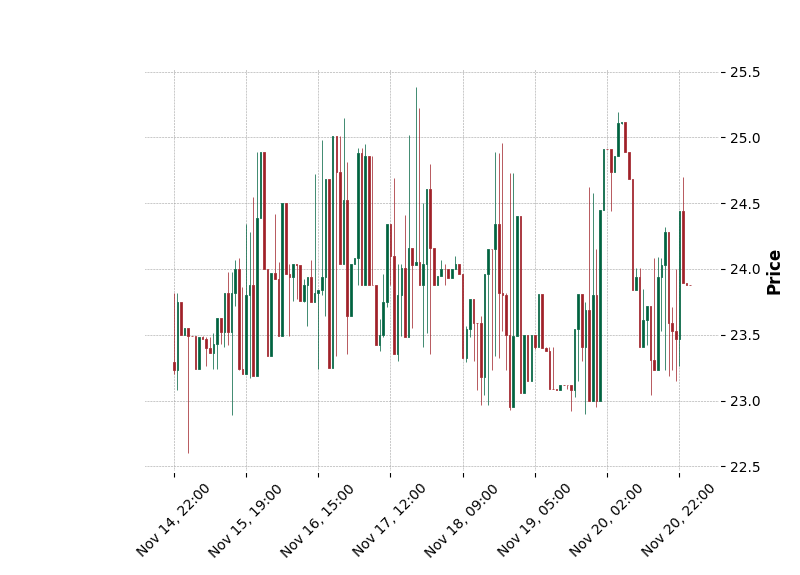 25.5
25.0
24.5
24.0
23.5
23.0
22.5
Price
Nov 14, 22:00
Nov 15, 19:00
Nov 16, 15:00
Nov 17, 12:00
Nov 18, 09:00
Nov 19, 05:00
Nov 20, 02:00
Nov 20, 22:00